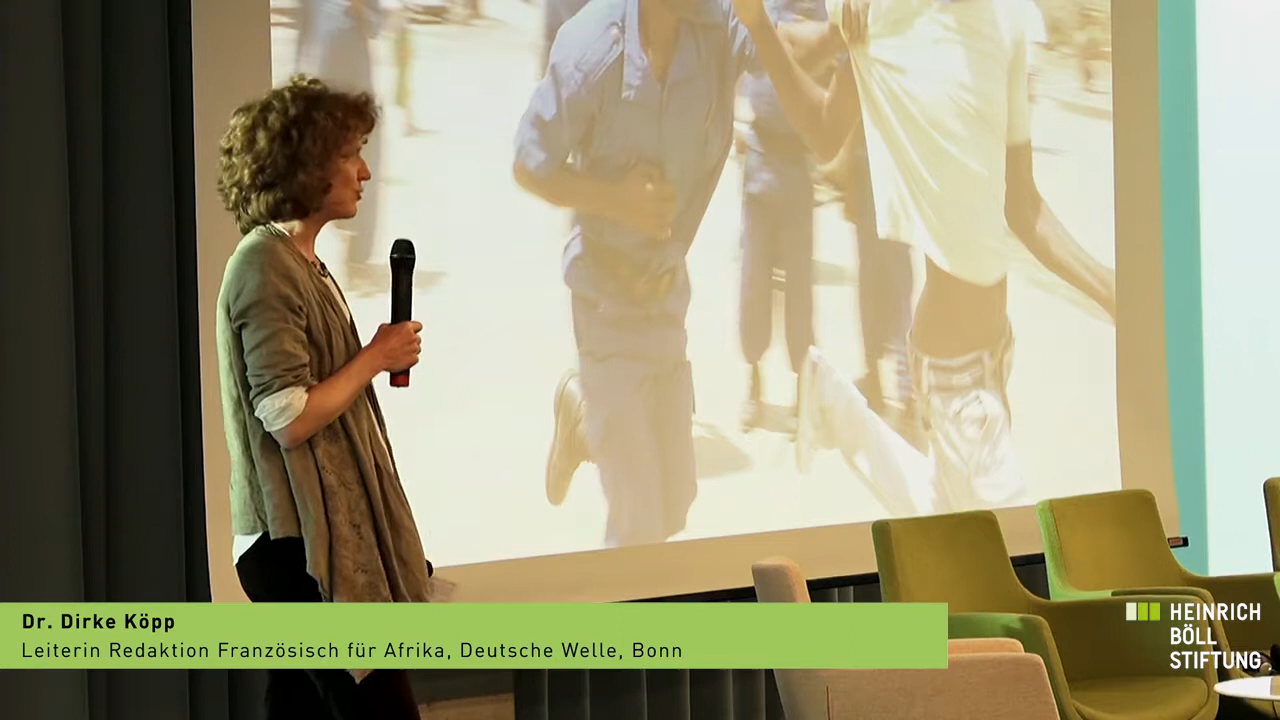 Dr. Dirke Köpp
Leiterin Redaktion Französisch für Afrika, Deutsche Welle, Bonn
HEINRICH
BÖLL
STIFTUNG